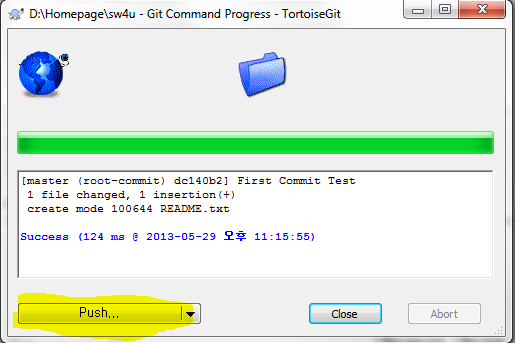 D:\Homepage\sw4u - Git Command Progress - TortoiseGit
[master (root-commit) dc140b2] First Commit Test
1 file changed, 1 insertion(+)
create mode 100644 README.txt
Success (124 ms @ 2013-05-29 오후 11:15:55)
Push...
Close
Abort